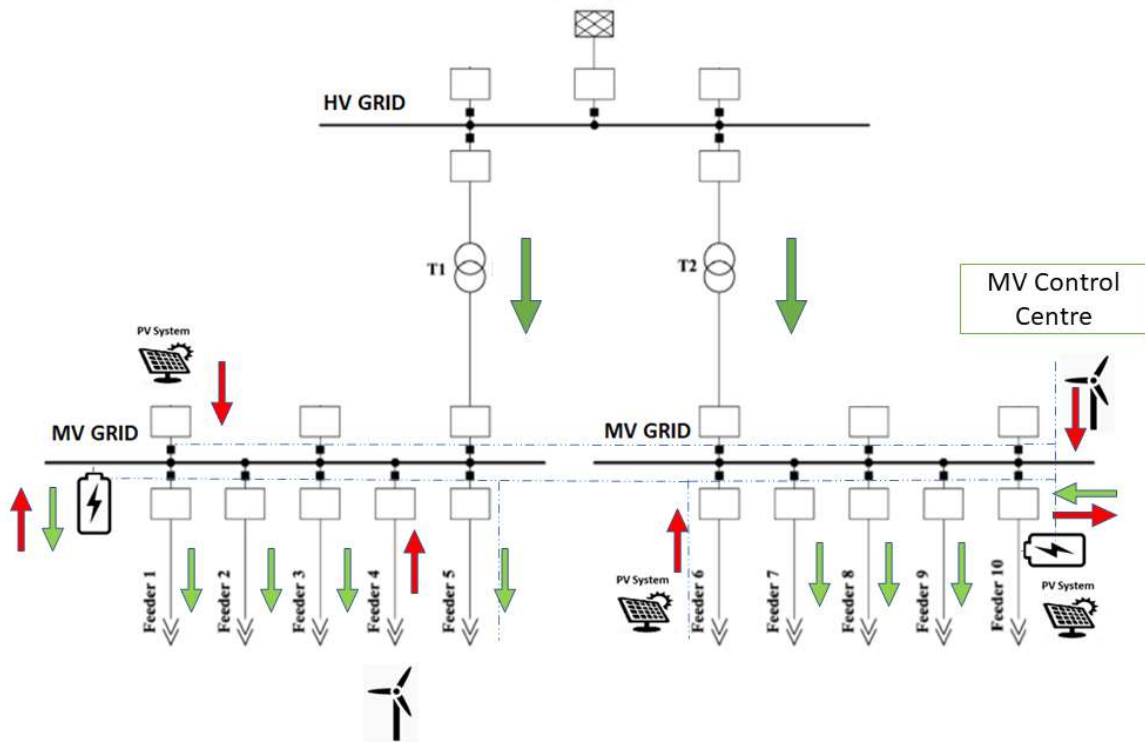 HV GRID
T1
T2
MV Control
Centre
PV System
MV GRID
MV GRID
Feeder 1
Feeder 2
Feeder 3
Feeder 4
Feeder 5
Feeder 6
Feeder 7
Feeder 8
Feeder 9
Feeder 10
PV System
PV System